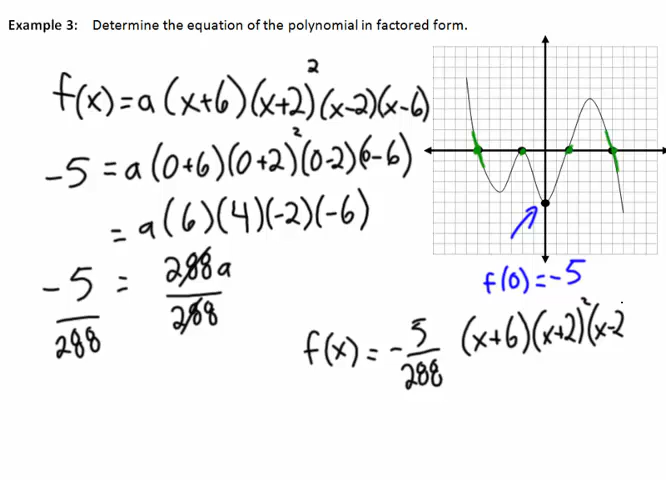 Example 3: Determine the equation of the polynomial in factored form.
f(x) = a(x+6)(x+2)²(x-2)(x-6)
-5 = a(0+6)(0+2)²(0-2)(0-6)
= a(6)(4)(-2)(-6)
-5/288 = 288a/288
f(0) = -5
f(x) = -5/288 (x+6)(x+2)²(x-2